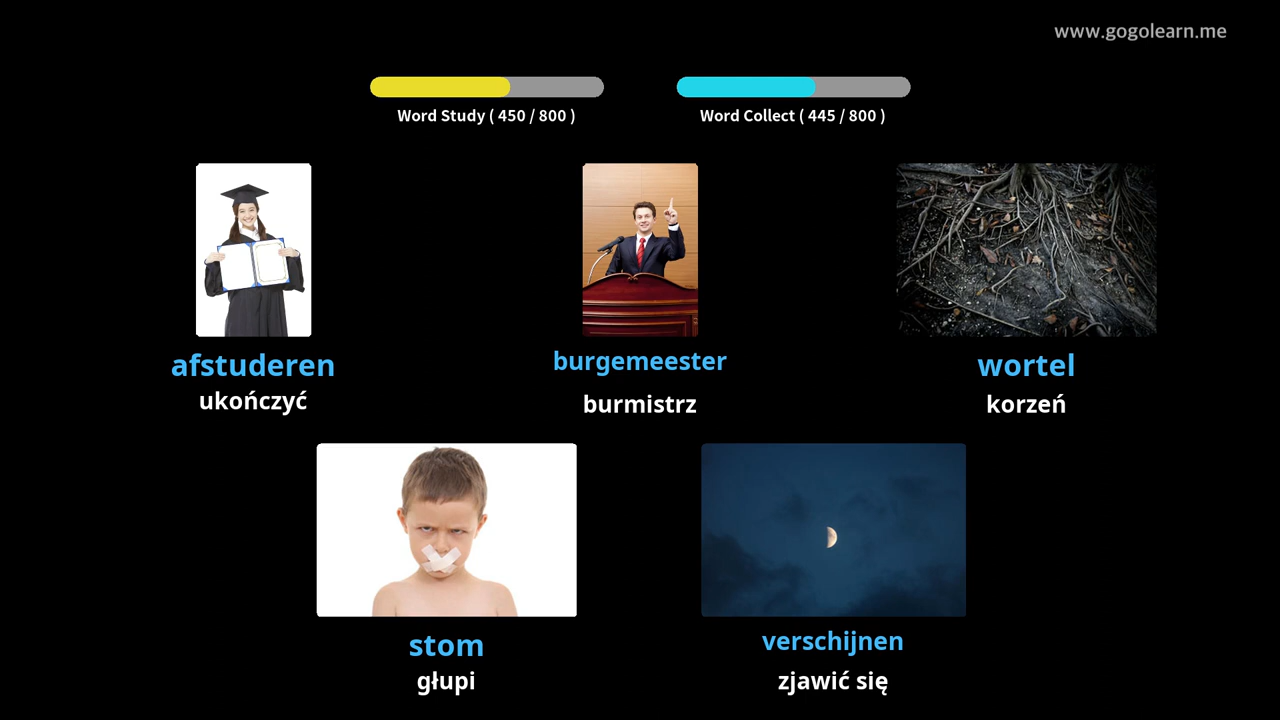 www.gogolearn.me
Word Study ( 450 / 800 )
Word Collect ( 445 / 800 )
afstuderen
ukończyć
burgemeester
burmistrz
wortel
korzeń
stom
głupi
verschijnen
zjawić się